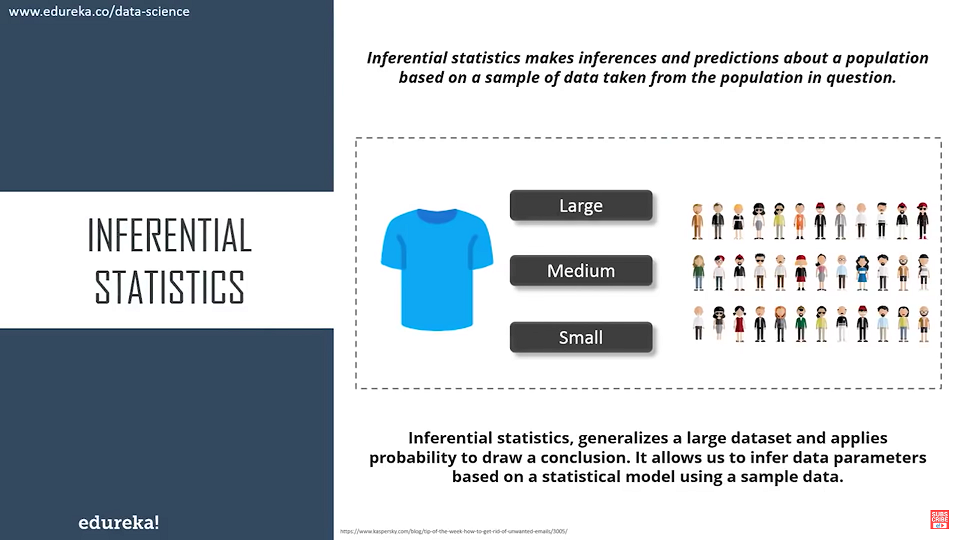 www.edureka.co/data-science
Inferential statistics makes inferences and predictions about a population
based on a sample of data taken from the population in question.
INFERENTIAL
STATISTICS
Large
Medium
Small
Inferential statistics, generalizes a large dataset and applies
probability to draw a conclusion. It allows us to infer data parameters
based on a statistical model using a sample data.
edureka!
https://www.kaspersky.com/blog/tip-of-the-week-how-to-get-rid-of-unwanted-emails/3005/
SUBS
CRIBE